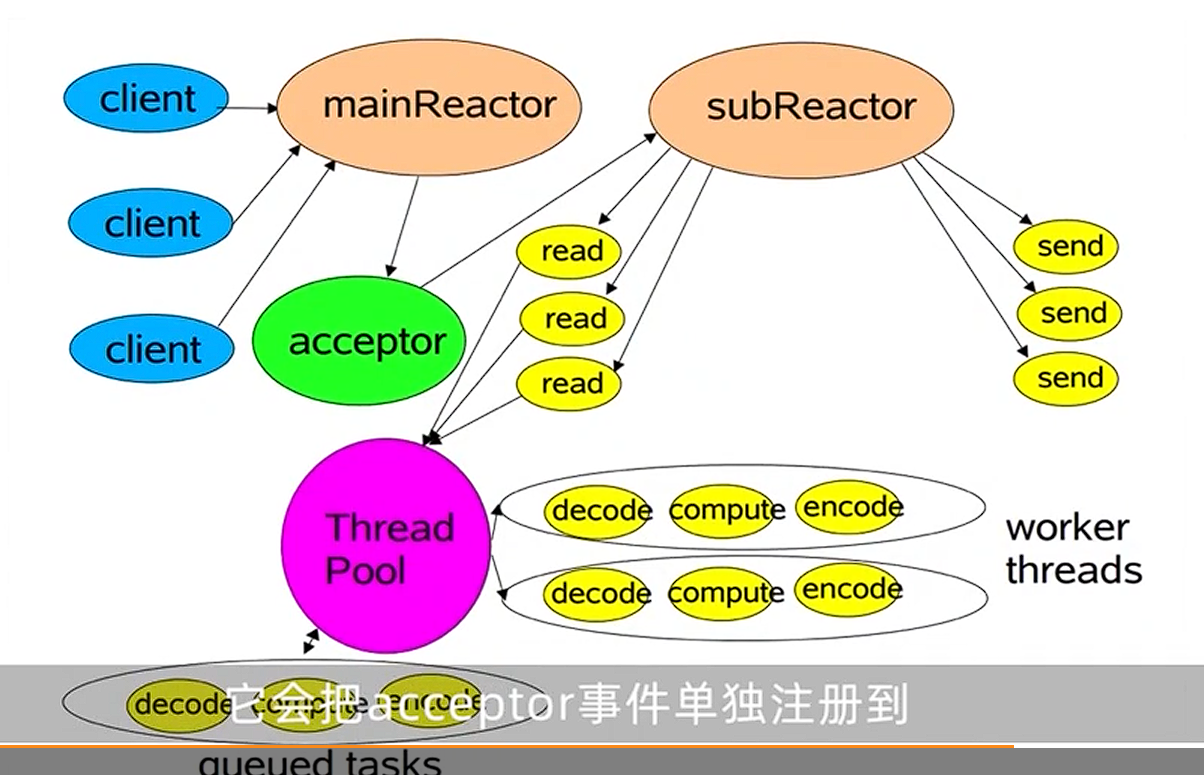 client
mainReactor
subReactor
client
client
acceptor
read
read
read
send
send
send
Thread
Pool
decode compute encode
decode compute encode
worker
threads
decode compute encode
它会把acceptor事件单独注册到
queued tasks